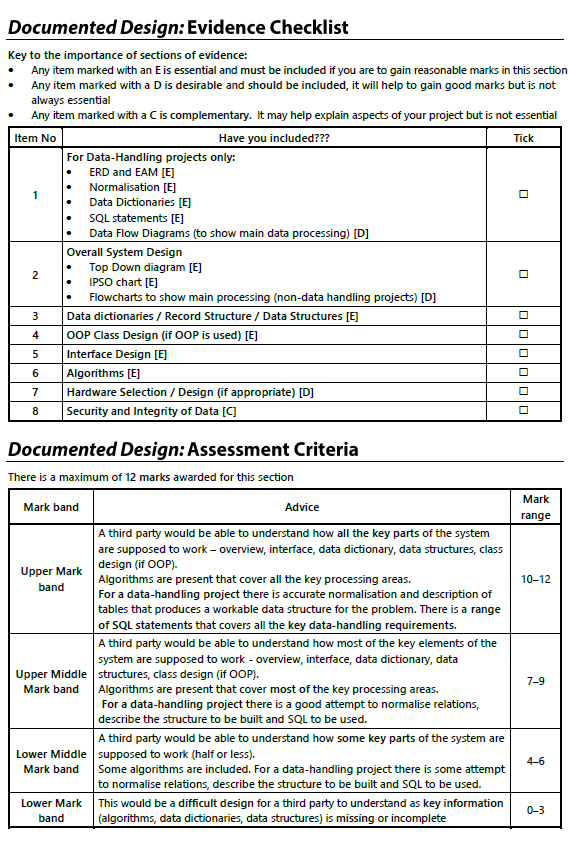 Documented Design: Evidence Checklist
Key to the importance of sections of evidence:
• Any item marked with an E is essential and must be included if you are to gain reasonable marks in this section
• Any item marked with a D is desirable and should be included, it will help to gain good marks but is not
always essential
• Any item marked with a C is complementary. It may help explain aspects of your project but is not essential
Item No Have you included??? Tick
1
For Data-Handling projects only:
• ERD and EAM [E]
• Normalisation [E]
• Data Dictionaries [E]
• SQL statements [E]
• Data Flow Diagrams (to show main data processing) [D]
☐
2
Overall System Design
• Top Down diagram [E]
• IPSO chart [E]
• Flowcharts to show main processing (non-data handling projects) [D]
☐
3 Data dictionaries / Record Structure / Data Structures [E] ☐
4 OOP Class Design (if OOP is used) [E] ☐
5 Interface Design [E] ☐
6 Algorithms [E] ☐
7 Hardware Selection / Design (if appropriate) [D] ☐
8 Security and Integrity of Data [C] ☐
Documented Design: Assessment Criteria
There is a maximum of 12 marks awarded for this section
Mark band Advice Mark
range
Upper Mark
band
A third party would be able to understand how all the key parts of the system
are supposed to work – overview, interface, data dictionary, data structures, class
design (if OOP).
Algorithms are present that cover all the key processing areas.
For a data-handling project there is accurate normalisation and description of
tables that produces a workable data structure for the problem. There is a range
of SQL statements that covers all the key data-handling requirements.
10–12
Upper Middle
Mark band
A third party would be able to understand how most of the key elements of the
system are supposed to work - overview, interface, data dictionary, data
structures, class design (if OOP).
Algorithms are present that cover most of the key processing areas.
For a data-handling project there is a good attempt to normalise relations,
describe the structure to be built and SQL to be used.
7–9
Lower Middle
Mark band
A third party would be able to understand how some key parts of the system are
supposed to work (half or less).
Some algorithms are included. For a data-handling project there is some attempt
to normalise relations, describe the structure to be built and SQL to be used.
4–6
Lower Mark
band
This would be a difficult design for a third party to understand as key information
(algorithms, data dictionaries, data structures) is missing or incomplete
0–3